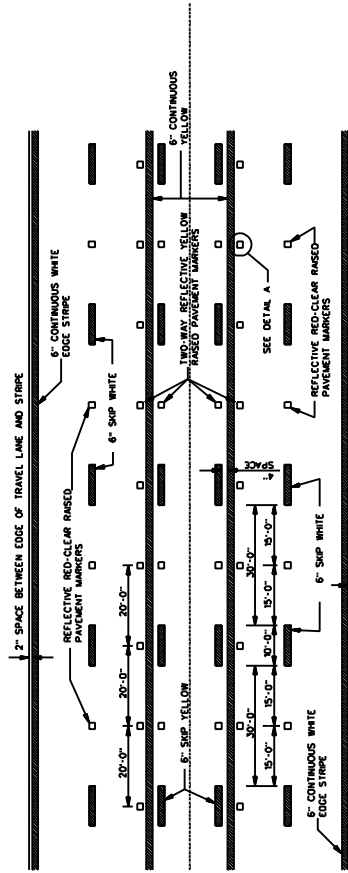 2" SPACE BETWEEN EDGE OF TRAVEL LANE AND STRIPE
6" CONTINUOUS WHITE
EDGE STRIPE
REFLECTIVE RED-CLEAR RAISED
PAVEMENT MARKERS
6" SKIP WHITE
20'-0"
20'-0"
20'-0"
6" CONTINUOUS
YELLOW
TWO-WAY REFLECTIVE YELLOW
RAISED PAVEMENT MARKERS
6" SKIP YELLOW
4"
SPACE
SEE DETAIL A
30'-0"
30'-0"
15'-0"
15'-0"
10'-0"
15'-0"
15'-0"
REFLECTIVE RED-CLEAR RAISED
PAVEMENT MARKERS
6" SKIP WHITE
6" CONTINUOUS WHITE
EDGE STRIPE